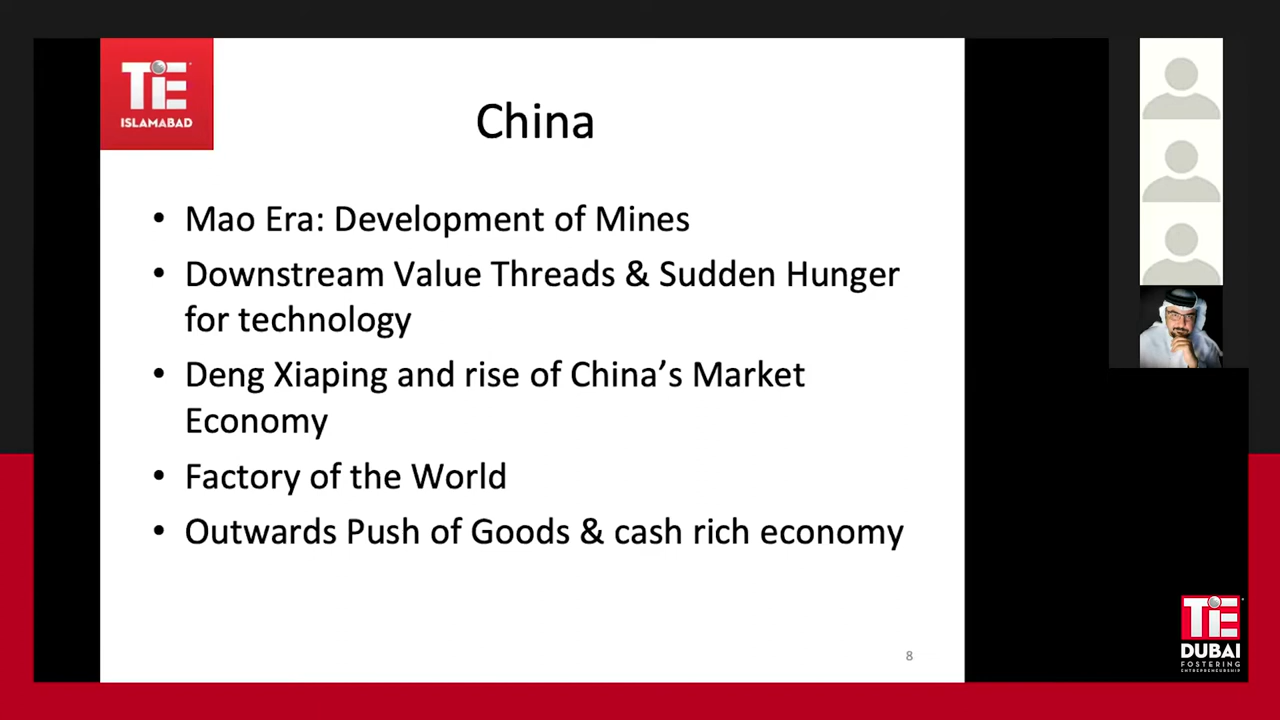 TiE
ISLAMABAD
China
• Mao Era: Development of Mines
• Downstream Value Threads & Sudden Hunger
for technology
• Deng Xiaping and rise of China’s Market
Economy
• Factory of the World
• Outwards Push of Goods & cash rich economy
8
TiE
DUBAI
FOSTERING
ENTREPRENEURSHIP